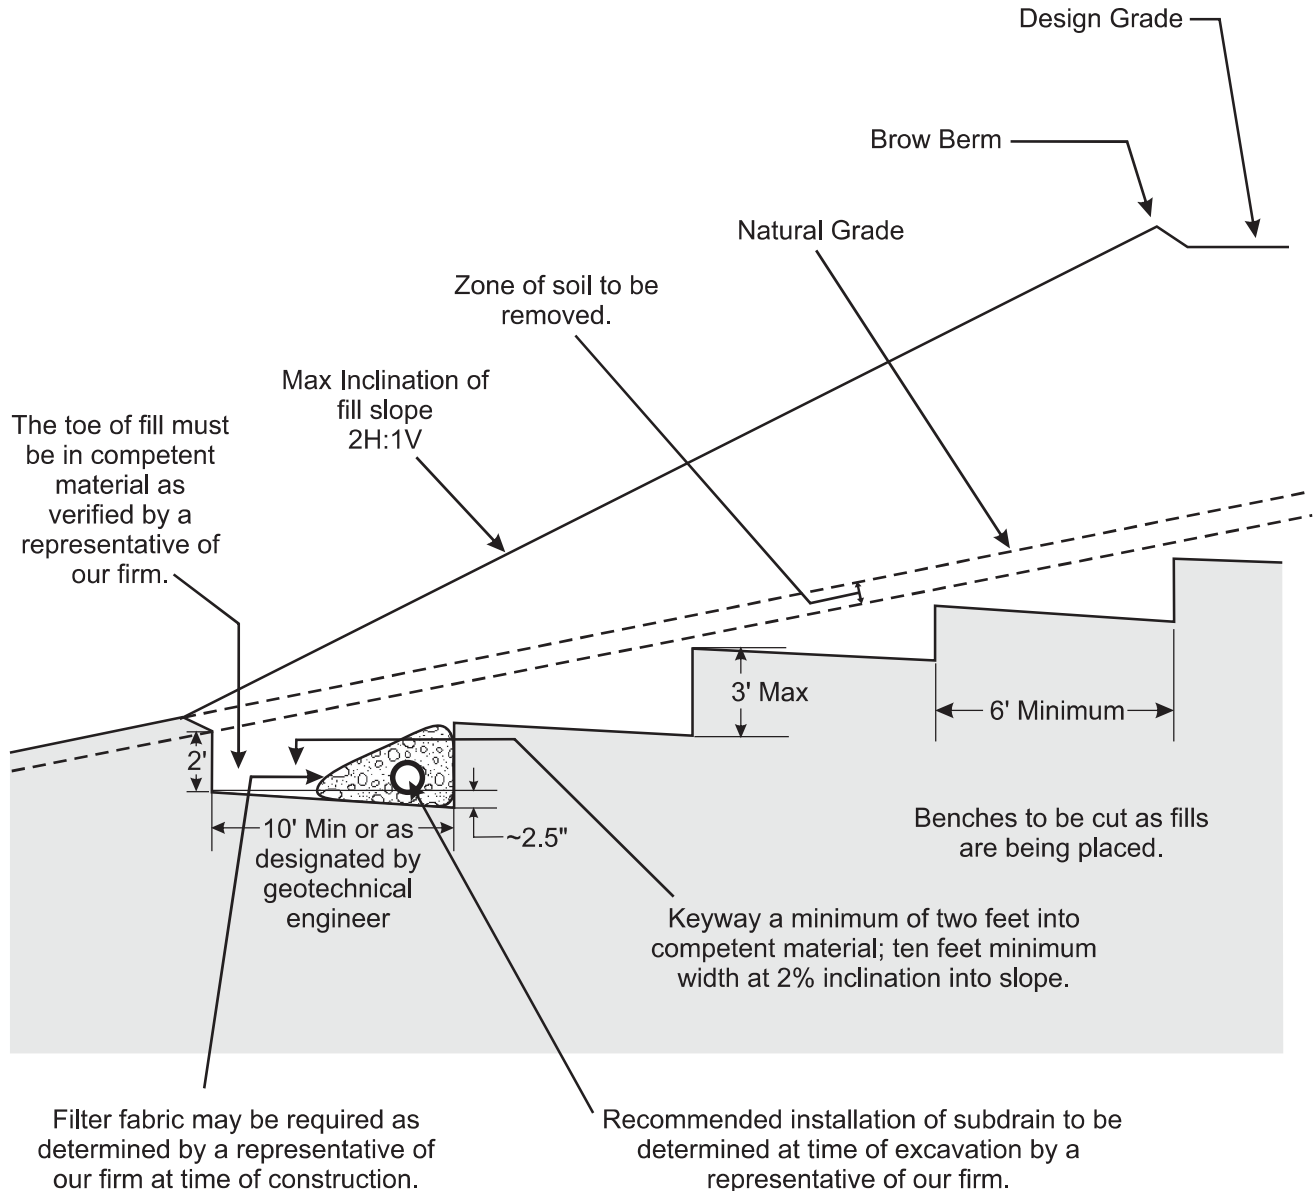 Design Grade
Brow Berm
Natural Grade
Zone of soil to be
removed.
Max Inclination of
fill slope
2H:1V
The toe of fill must
be in competent
material as
verified by a
representative of
our firm.
3' Max
6' Minimum
2'
10' Min or as
designated by
geotechnical
engineer
~2.5"
Benches to be cut as fills
are being placed.
Keyway a minimum of two feet into
competent material; ten feet minimum
width at 2% inclination into slope.
Filter fabric may be required as
determined by a representative of
our firm at time of construction.
Recommended installation of subdrain to be
determined at time of excavation by a
representative of our firm.